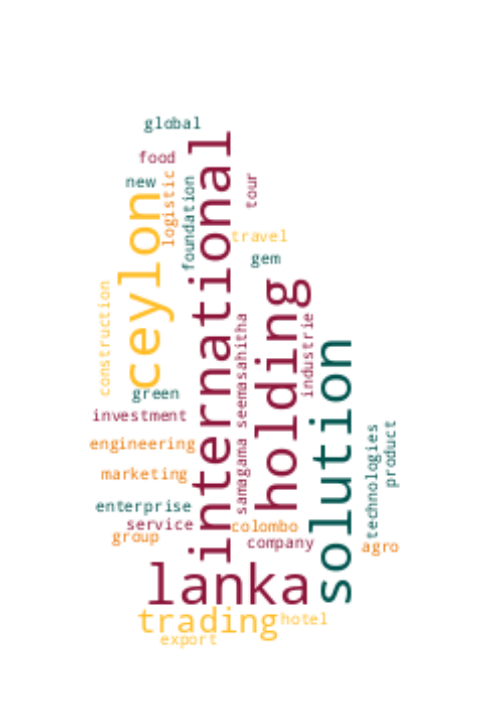 global
food
new
logistic
foundation
international
tour
ceylon
travel
gem
holding
construction
industrie
samagama seemasahitha
solution
green
investment
engineering
marketing
technologies
product
enterprise
service
colombo
group
company
agro
lanka
trading
hotel
export